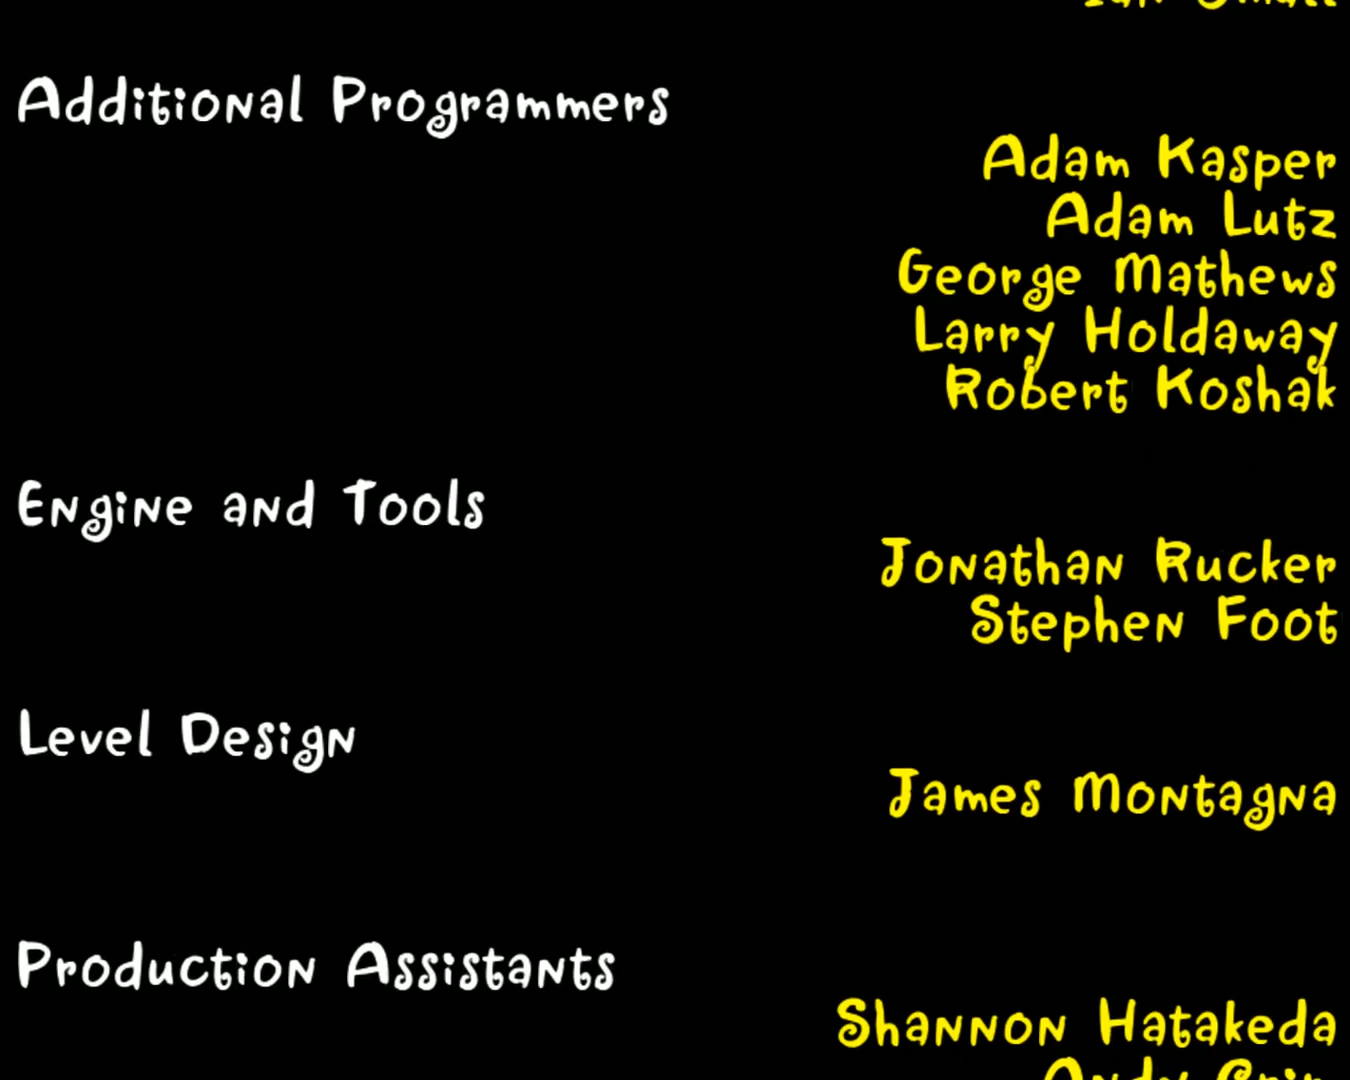 Additional Programmers
Adam Kasper
Adam Lutz
George Mathews
Larry Holdaway
Robert Koshak
Engine and Tools
Jonathan Rucker
Stephen Foot
Level Design
James Montagna
Production Assistants
Shannon Hatakeda
Andy